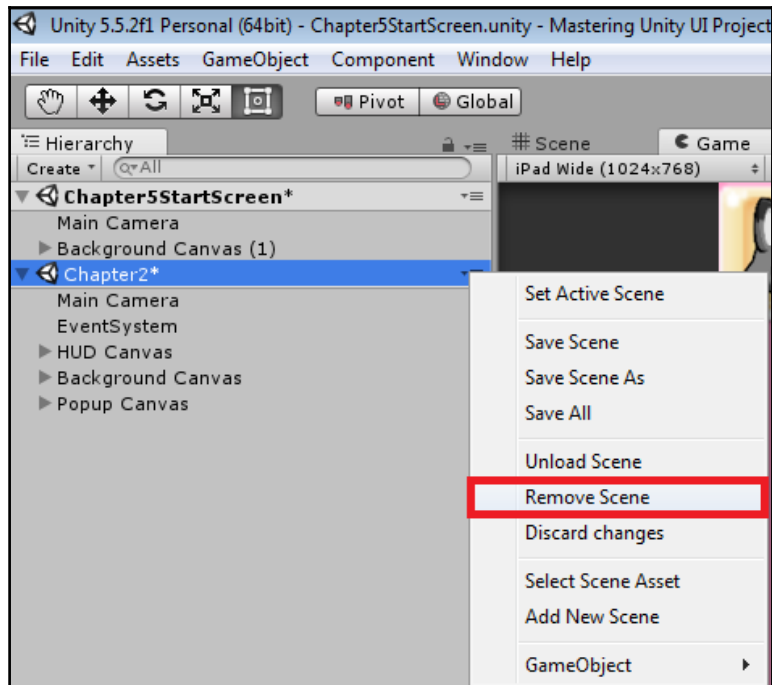 Unity 5.5.2f1 Personal (64bit) - Chapter5StartScreen.unity - Mastering Unity UI Project
File Edit Assets GameObject Component Window Help
Pivot Global
Hierarchy
Scene Game
Create All
iPad Wide (1024x768)
Chapter5StartScreen*
Main Camera
Background Canvas (1)
Chapter2*
Main Camera
EventSystem
HUD Canvas
Background Canvas
Popup Canvas
Set Active Scene
Save Scene
Save Scene As
Save All
Unload Scene
Remove Scene
Discard changes
Select Scene Asset
Add New Scene
GameObject